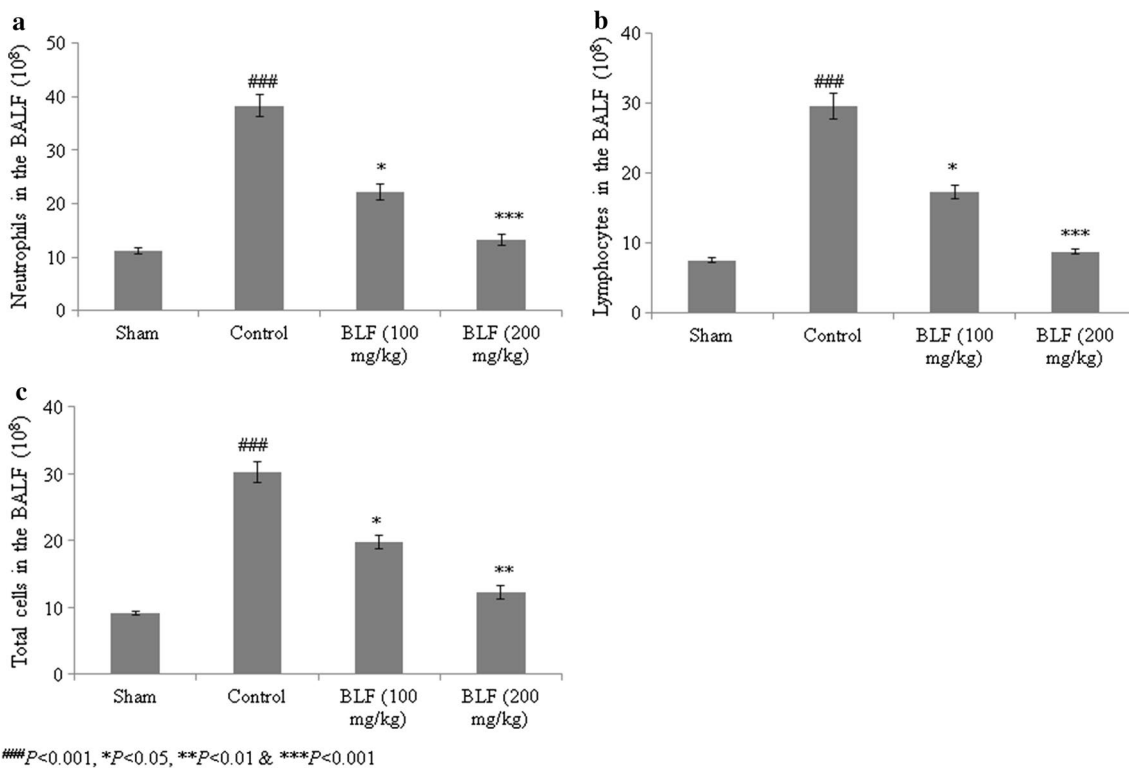 a
Neutrophils in the BALF (10⁸)
50
40
30
20
10
0
###
*
***
Sham
Control
BLF (100
mg/kg)
BLF (200
mg/kg)
b
Lymphocytes in the BALF (10⁸)
40
30
20
10
0
###
*
***
Sham
Control
BLF (100
mg/kg)
BLF (200
mg/kg)
c
Total cells in the BALF (10⁸)
40
30
20
10
0
###
*
**
Sham
Control
BLF (100
mg/kg)
BLF (200
mg/kg)
###P<0.001, *P<0.05, **P<0.01 & ***P<0.001